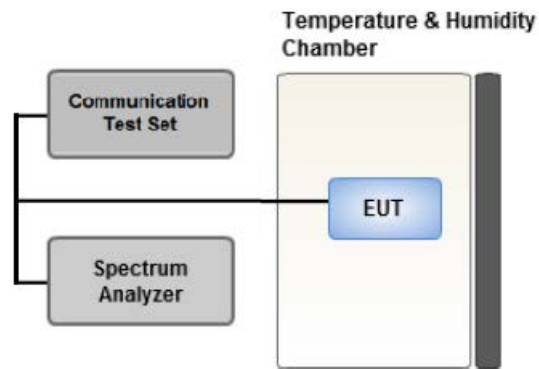 Temperature & Humidity
Chamber
Communication
Test Set
EUT
Spectrum
Analyzer